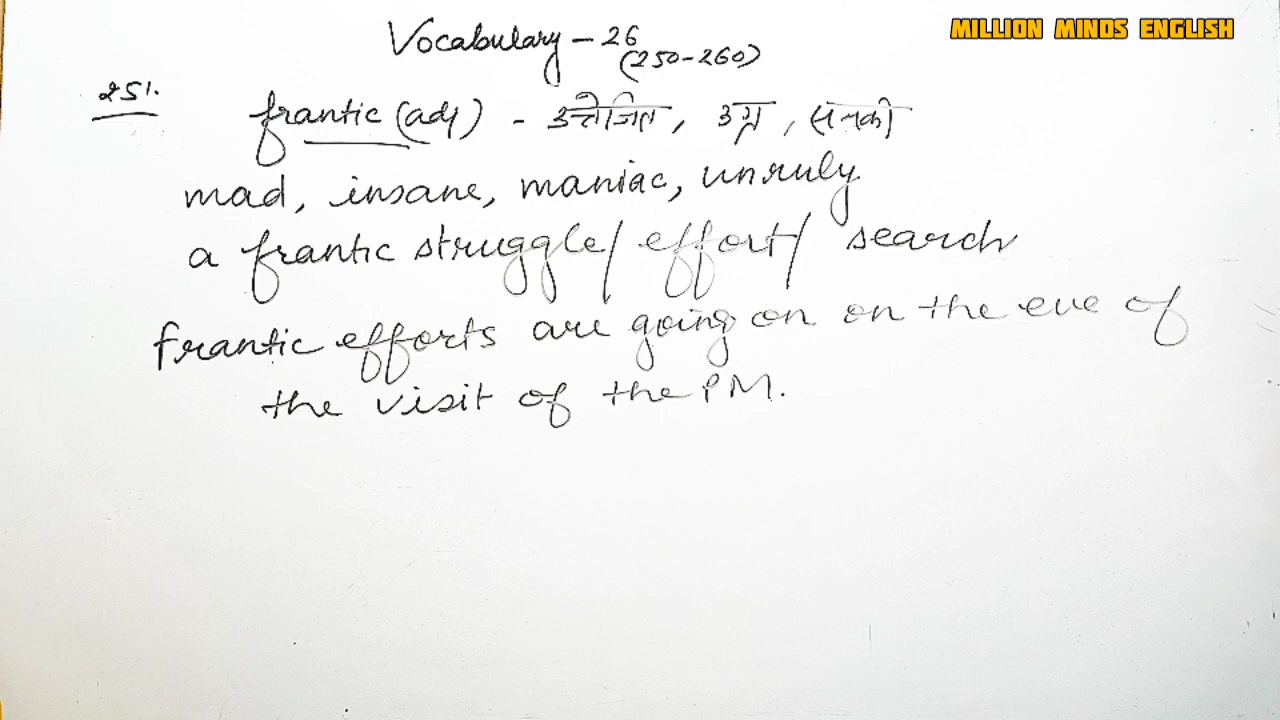 MILLION MINDS ENGLISH
Vocabulary - 26
(250-260)
251.
frantic (adj) - उत्तेजित, उग्र, सनकी
mad, insane, maniac, unruly
a frantic struggle/ effort/ search
frantic efforts are going on on the eve of
the visit of the PM.